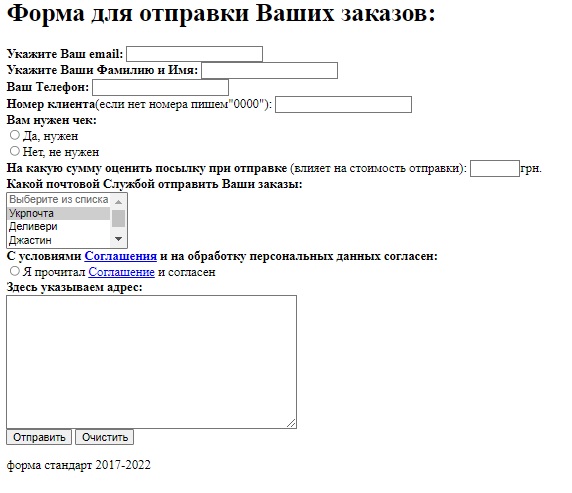 Форма для отправки Ваших заказов:
Укажите Ваш email:
Укажите Ваши Фамилию и Имя:
Ваш Телефон:
Номер клиента(если нет номера пишем"0000"):
Вам нужен чек:
Да, нужен
Нет, не нужен
На какую сумму оценить посылку при отправке (влияет на стоимость отправки): грн.
Какой почтовой Службой отправить Ваши заказы:
Выберите из списка
Укрпочта
Деливери
Джастин
С условиями Соглашения и на обработку персональных данных согласен:
Я прочитал Соглашение и согласен
Здесь указываем адрес:
Отправить Очистить
форма стандарт 2017-2022